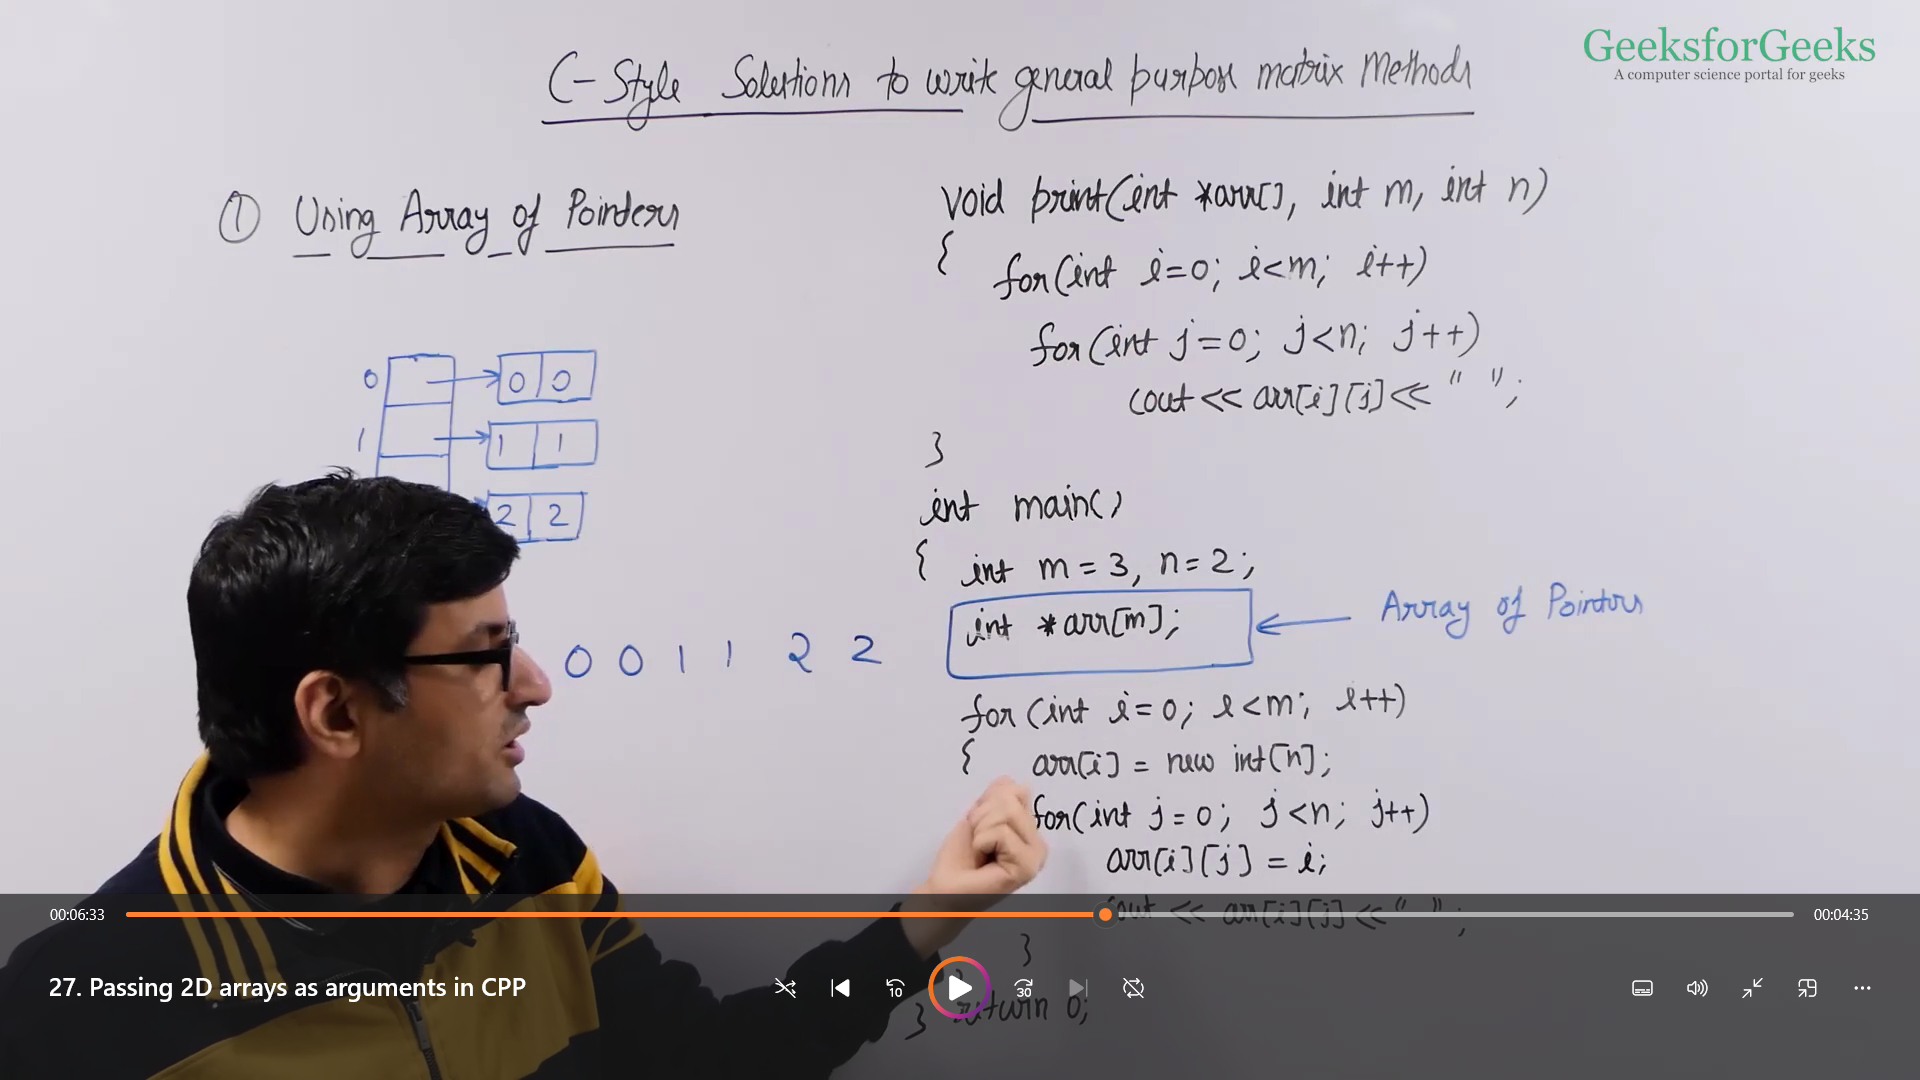 GeeksforGeeks
A computer science portal for geeks
C-Style Solutions to write general purpose matrix Methods
① Using Array of Pointers
0 0 0
1 1 1
2 2
0 0 1 1 2 2
void print(int *arr[], int m, int n)
{ for(int i=0; i<m; i++)
for(int j=0; j<n; j++)
cout << arr[i][j] << " ";
}
int main()
{ int m = 3, n = 2;
int *arr[m];
Array of Pointers
for(int i=0; i<m; i++)
{ arr[i] = new int[n];
for(int j=0; j<n; j++)
arr[i][j] = i;
cout << arr[i][j] << " ";
}
return 0;
}
00:06:33
00:04:35
27. Passing 2D arrays as arguments in CPP
10
30